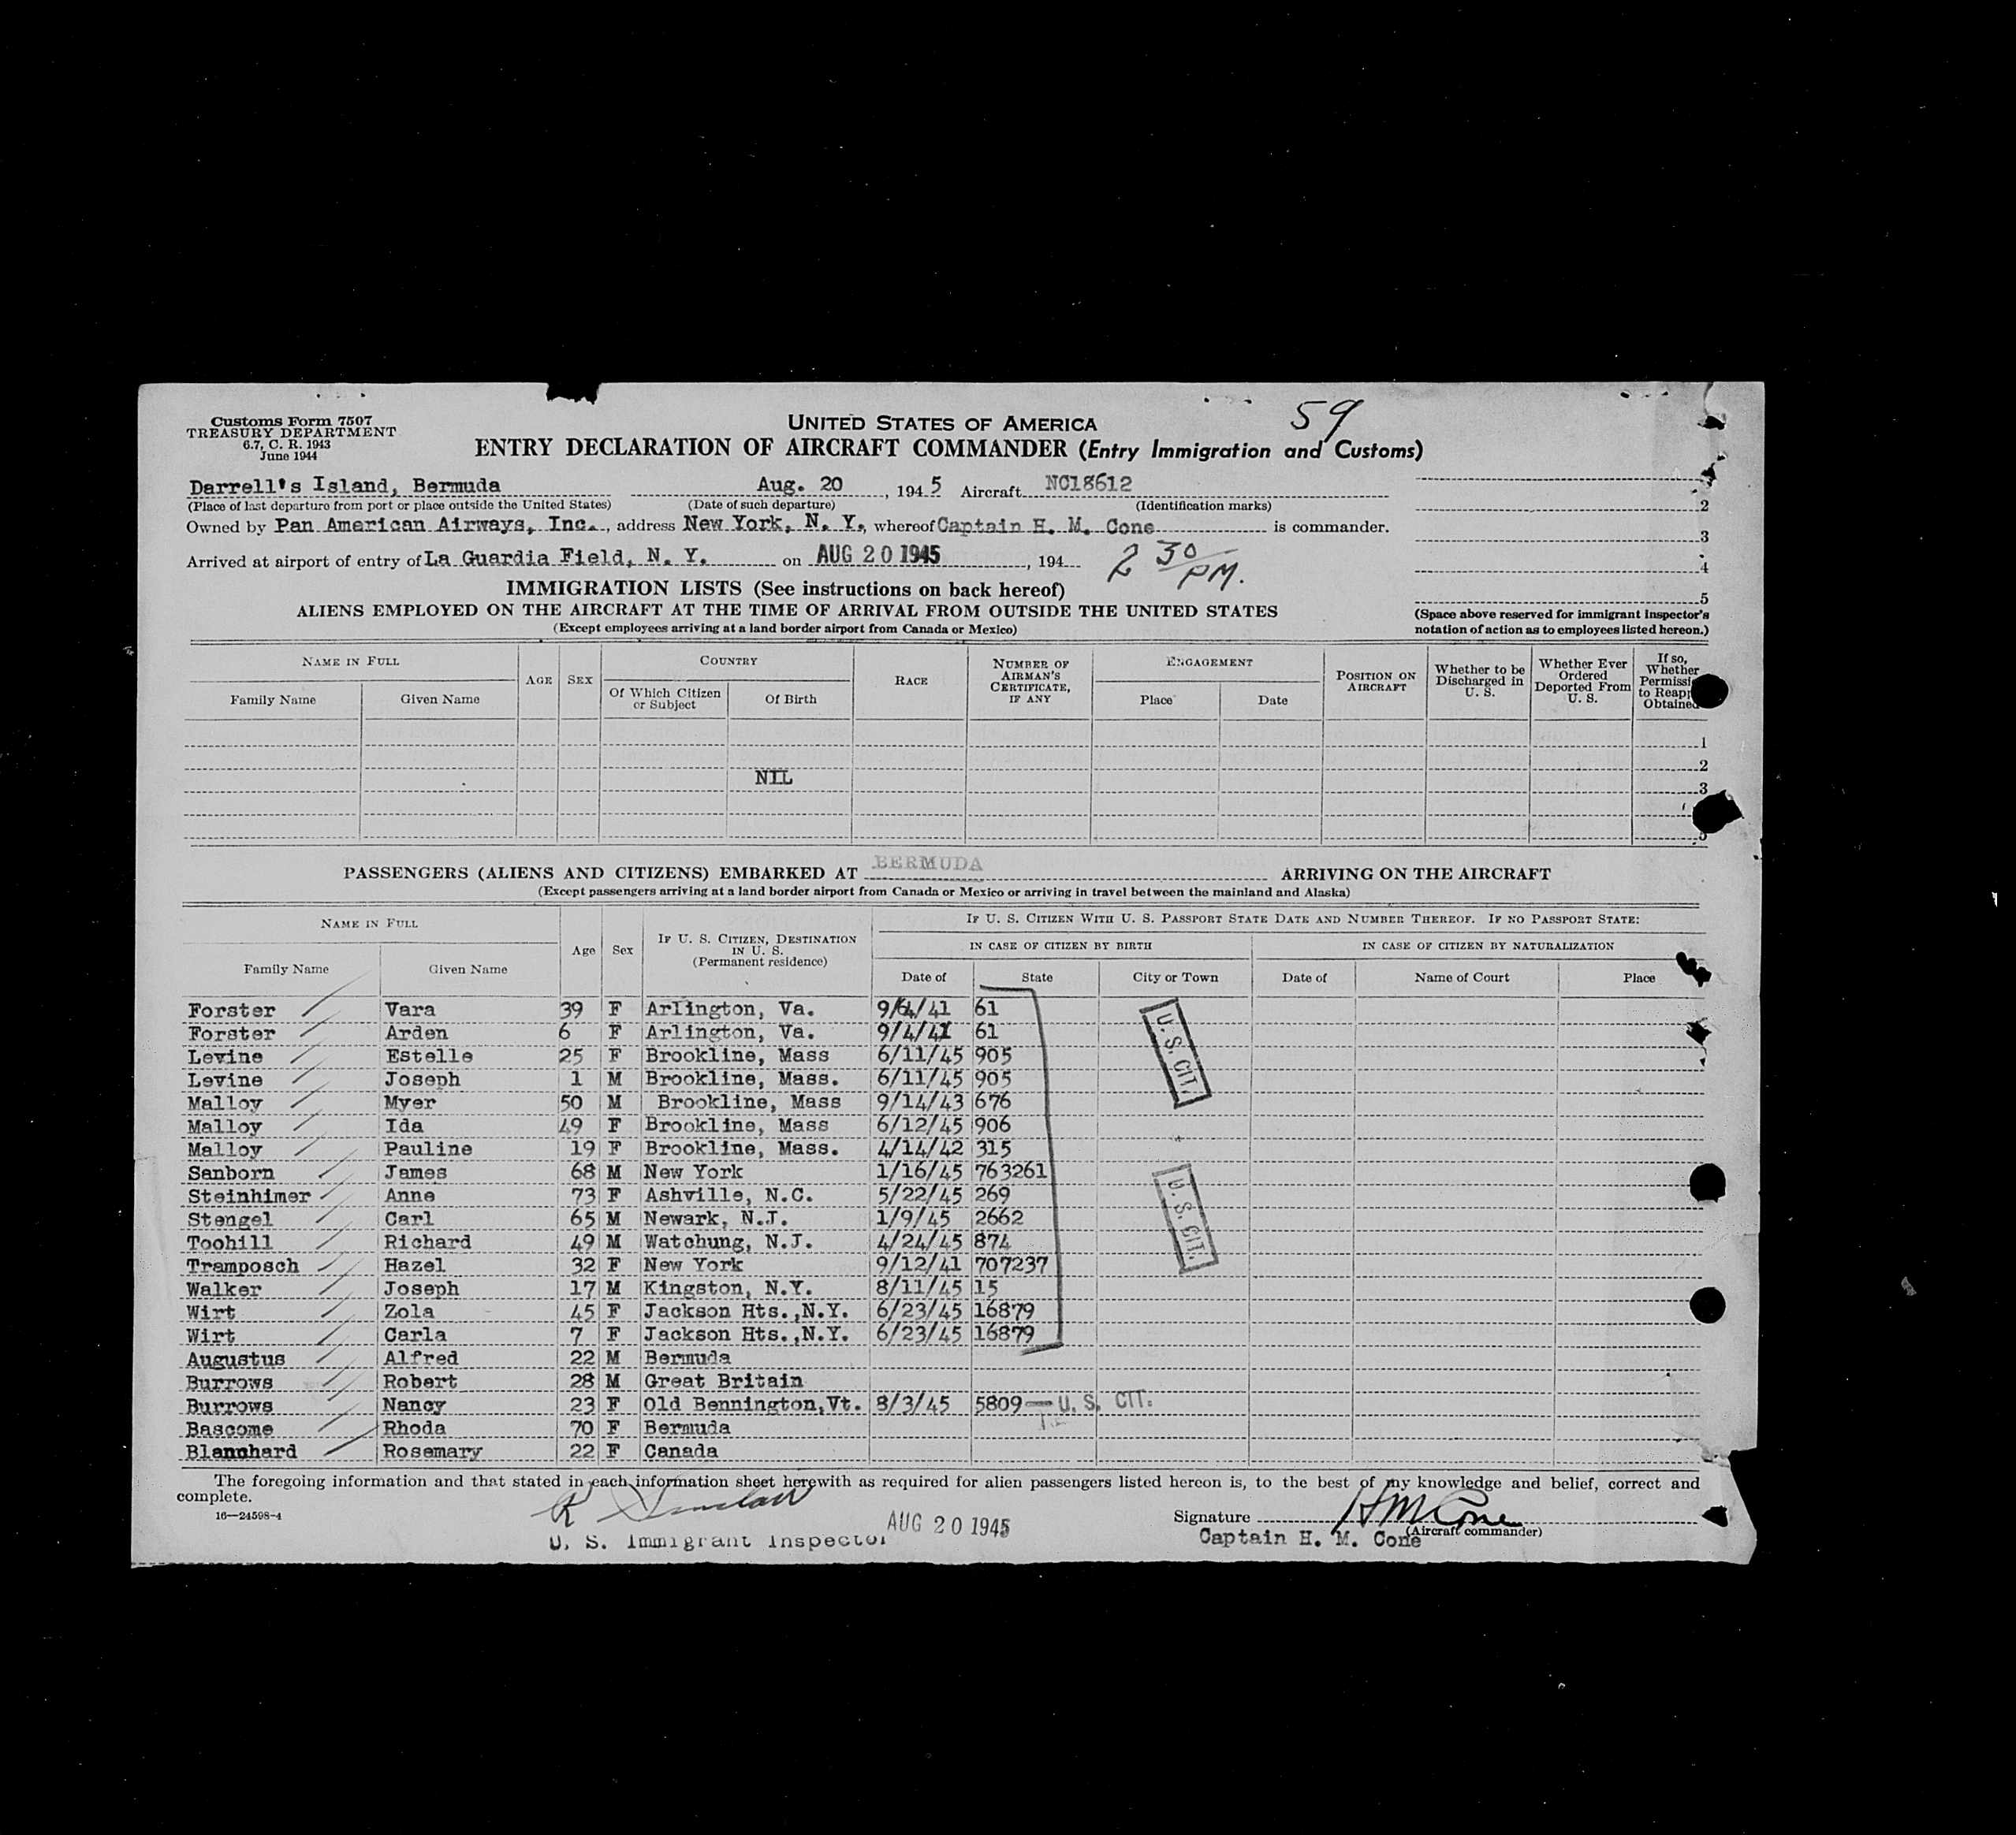 59
Customs Form 7507
TREASURY DEPARTMENT
6.7, C. R. 1943
June 1944
UNITED STATES OF AMERICA
ENTRY DECLARATION OF AIRCRAFT COMMANDER (Entry Immigration and Customs)
Darrell's Island, Bermuda Aug. 20, 1945 Aircraft NC18612
(Place of last departure from port or place outside the United States) (Date of such departure) (Identification marks)
Owned by Pan American Airways, Inc., address New York, N. Y., whereof Captain H. M. Cone is commander.
Arrived at airport of entry of La Guardia Field, N. Y. on AUG 20 1945, 194 2 30 PM.
2
3
4
5
(Space above reserved for immigrant inspector's notation of action as to employees listed hereon.)
IMMIGRATION LISTS (See instructions on back hereof)
ALIENS EMPLOYED ON THE AIRCRAFT AT THE TIME OF ARRIVAL FROM OUTSIDE THE UNITED STATES
(Except employees arriving at a land border airport from Canada or Mexico)
NAME IN FULL AGE SEX COUNTRY RACE NUMBER OF AIRMAN'S CERTIFICATE, IF ANY ENGAGEMENT POSITION ON AIRCRAFT Whether to be Discharged in U. S. Whether Ever Ordered Deported From U. S. If so, Whether Permissi to Reapp Obtained
Family Name Given Name Of Which Citizen or Subject Of Birth Place Date
1
2
NIL
3
5
PASSENGERS (ALIENS AND CITIZENS) EMBARKED AT BERMUDA ARRIVING ON THE AIRCRAFT
(Except passengers arriving at a land border airport from Canada or Mexico or arriving in travel between the mainland and Alaska)
NAME IN FULL Age Sex IF U. S. CITIZEN, DESTINATION IN U. S. (Permanent residence) IF U. S. CITIZEN WITH U. S. PASSPORT STATE DATE AND NUMBER THEREOF. IF NO PASSPORT STATE:
IN CASE OF CITIZEN BY BIRTH IN CASE OF CITIZEN BY NATURALIZATION
Family Name Given Name Date of State City or Town Date of Name of Court Place
Forster Vara 39 F Arlington, Va. 9/4/41 61
Forster Arden 6 F Arlington, Va. 9/4/41 61
Levine Estelle 25 F Brookline, Mass 6/11/45 905
Levine Joseph 1 M Brookline, Mass. 6/11/45 905
U. S. CIT.
Malloy Myer 50 M Brookline, Mass 9/14/43 676
Malloy Ida 49 F Brookline, Mass 6/12/45 906
Malloy Pauline 19 F Brookline, Mass. 4/14/42 315
Sanborn James 68 M New York 1/16/45 763261
Steinhimer Anne 73 F Ashville, N.C. 5/22/45 269
Stengel Carl 65 M Newark, N.J. 1/9/45 2662
U. S. CIT.
Toohill Richard 49 M Watchung, N.J. 4/24/45 874
Tramposch Hazel 32 F New York 9/12/41 707237
Walker Joseph 17 M Kingston, N.Y. 8/11/45 15
Wirt Zola 45 F Jackson Hts.,N.Y. 6/23/45 16879
Wirt Carla 7 F Jackson Hts.,N.Y. 6/23/45 16879
Augustus Alfred 22 M Bermuda
Burrows Robert 28 M Great Britain
Burrows Nancy 23 F Old Bennington,Vt. 8/3/45 5809 — U. S. CIT.
Bascome Rhoda 70 F Bermuda
Blanchard Rosemary 22 F Canada
The foregoing information and that stated in each information sheet herewith as required for alien passengers listed hereon is, to the best of my knowledge and belief, correct and
complete.
16—24598-4
R Sinclair
U. S. Immigrant Inspector AUG 20 1945
Signature H M Cone
(Aircraft commander)
Captain H. M. Cone